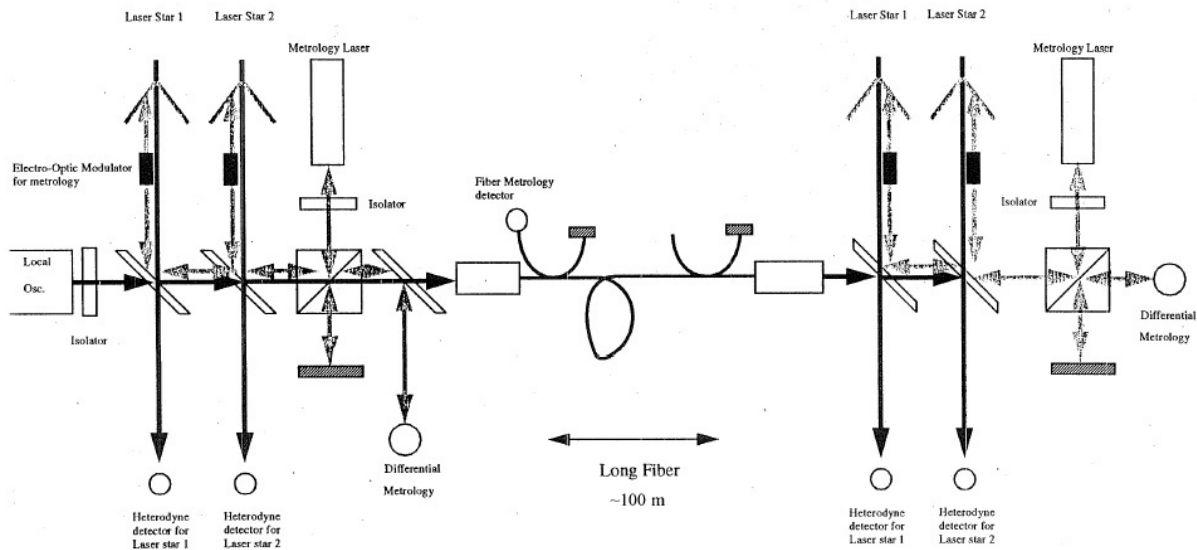 Laser Star 1
Laser Star 2
Laser Star 1
Laser Star 2
Metrology Laser
Metrology Laser
Electro-Optic Modulator
for metrology
Fiber Metrology
detector
Isolator
Isolator
Local
Osc.
Isolator
Differential
Metrology
Differential
Metrology
Long Fiber
~100 m
Heterodyne
detector for
Laser star 1
Heterodyne
detector for
Laser star 2
Heterodyne
detector for
Laser star 1
Heterodyne
detector for
Laser star 2